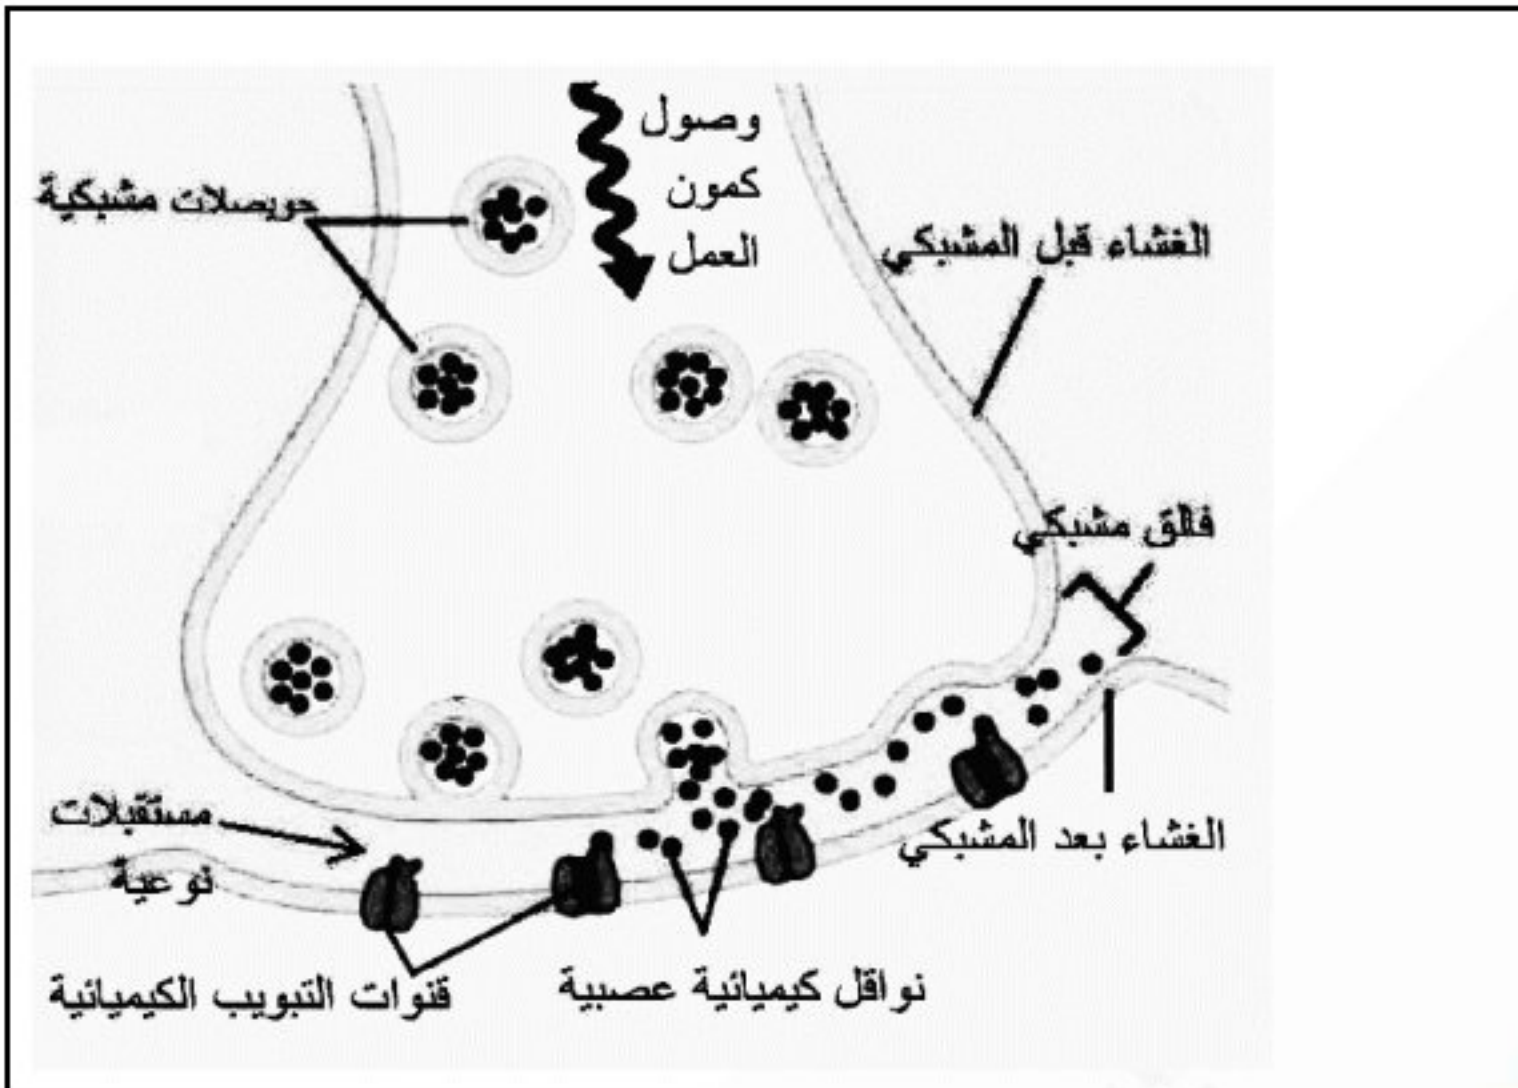 وصول
كمون
العمل
حويصلات مشبكية
الغشاء قبل المشبكي
فالق مشبكي
مستقبلات
نوعية
الغشاء بعد المشبكي
قنوات التبويب الكيميائية
نواقل كيميائية عصبية